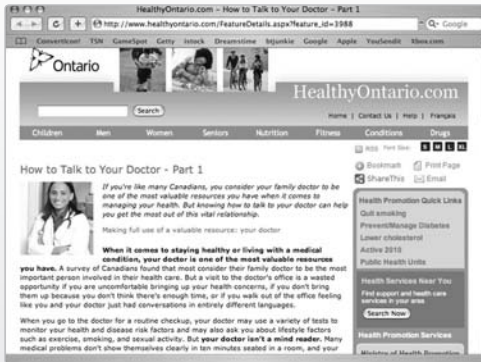 HealthyOntario.com – How to Talk to Your Doctor – Part 1
http://www.healthyontario.com/FeatureDetails.aspx?feature_id=3988
Google
Converticon! TSN GameSpot Getty istock Dreamstime btjunkie Google Apple YouSendit Xbox.com
Ontario
HealthyOntario.com
Search
Home | Contact Us | Help | Français
Children Men Women Seniors Nutrition Fitness Conditions Drugs
RSS Font Size: S M L XL
Bookmark Print Page
ShareThis Email
How to Talk to Your Doctor - Part 1
If you're like many Canadians, you consider your family doctor to be
one of the most valuable resources you have when it comes to
managing your health. But knowing how to talk to your doctor can help
you get the most out of this vital relationship.
Making full use of a valuable resource: your doctor
When it comes to staying healthy or living with a medical
condition, your doctor is one of the most valuable resources
you have. A survey of Canadians found that most consider their family doctor to be the most
important person involved in their health care. But a visit to the doctor's office is a wasted
opportunity if you are uncomfortable bringing up your health concerns, if you don't bring
them up because you don't think there's enough time, or if you walk out of the office feeling
like you and your doctor just had conversations in entirely different languages.
When you go to the doctor for a routine checkup, your doctor may use a variety of tests to
monitor your health and disease risk factors and may also ask you about lifestyle factors
such as exercise, smoking, and sexual activity. But your doctor isn't a mind reader. Many
medical problems don't show themselves clearly in ten minutes seated in a room, and your
Health Promotion Quick Links
Quit smoking
Prevent/Manage Diabetes
Lower cholesterol
Active 2010
Public Health Units
Health Services Near You
Find support and health care
services in your area.
Search Now
Health Promotion Services
Ministry of Health Promotion